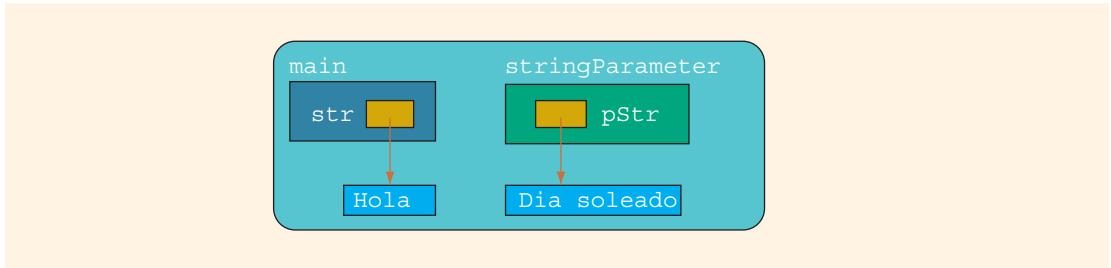 main
stringParameter
str
pStr
Hola
Dia soleado